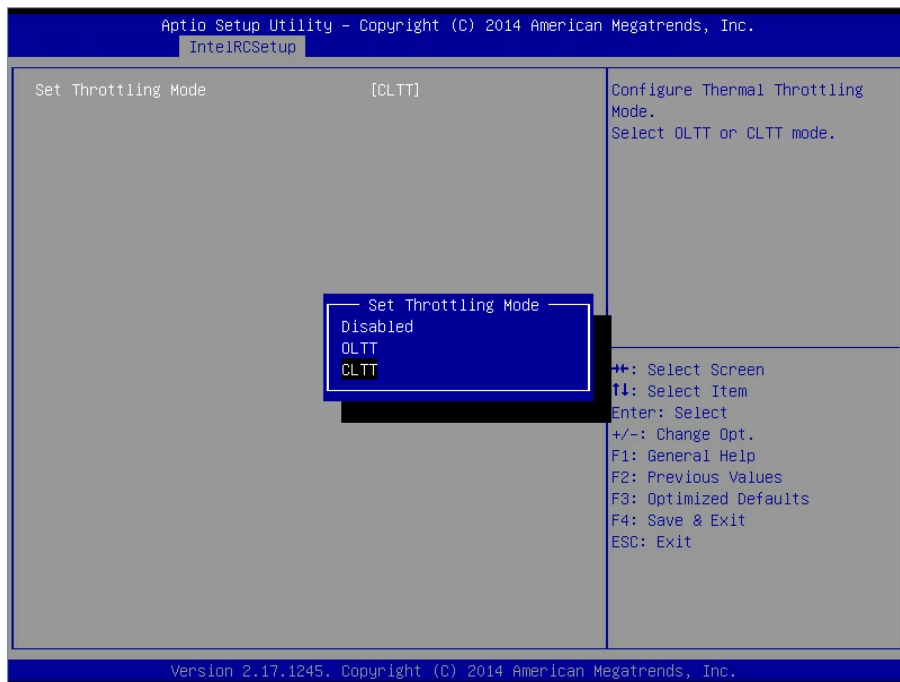 Aptio Setup Utility – Copyright (C) 2014 American Megatrends, Inc.
IntelRCSetup
Set Throttling Mode [CLTT]
Configure Thermal Throttling
Mode.
Select OLTT or CLTT mode.
Set Throttling Mode
Disabled
OLTT
CLTT
→←: Select Screen
↑↓: Select Item
Enter: Select
+/-: Change Opt.
F1: General Help
F2: Previous Values
F3: Optimized Defaults
F4: Save & Exit
ESC: Exit
Version 2.17.1245. Copyright (C) 2014 American Megatrends, Inc.